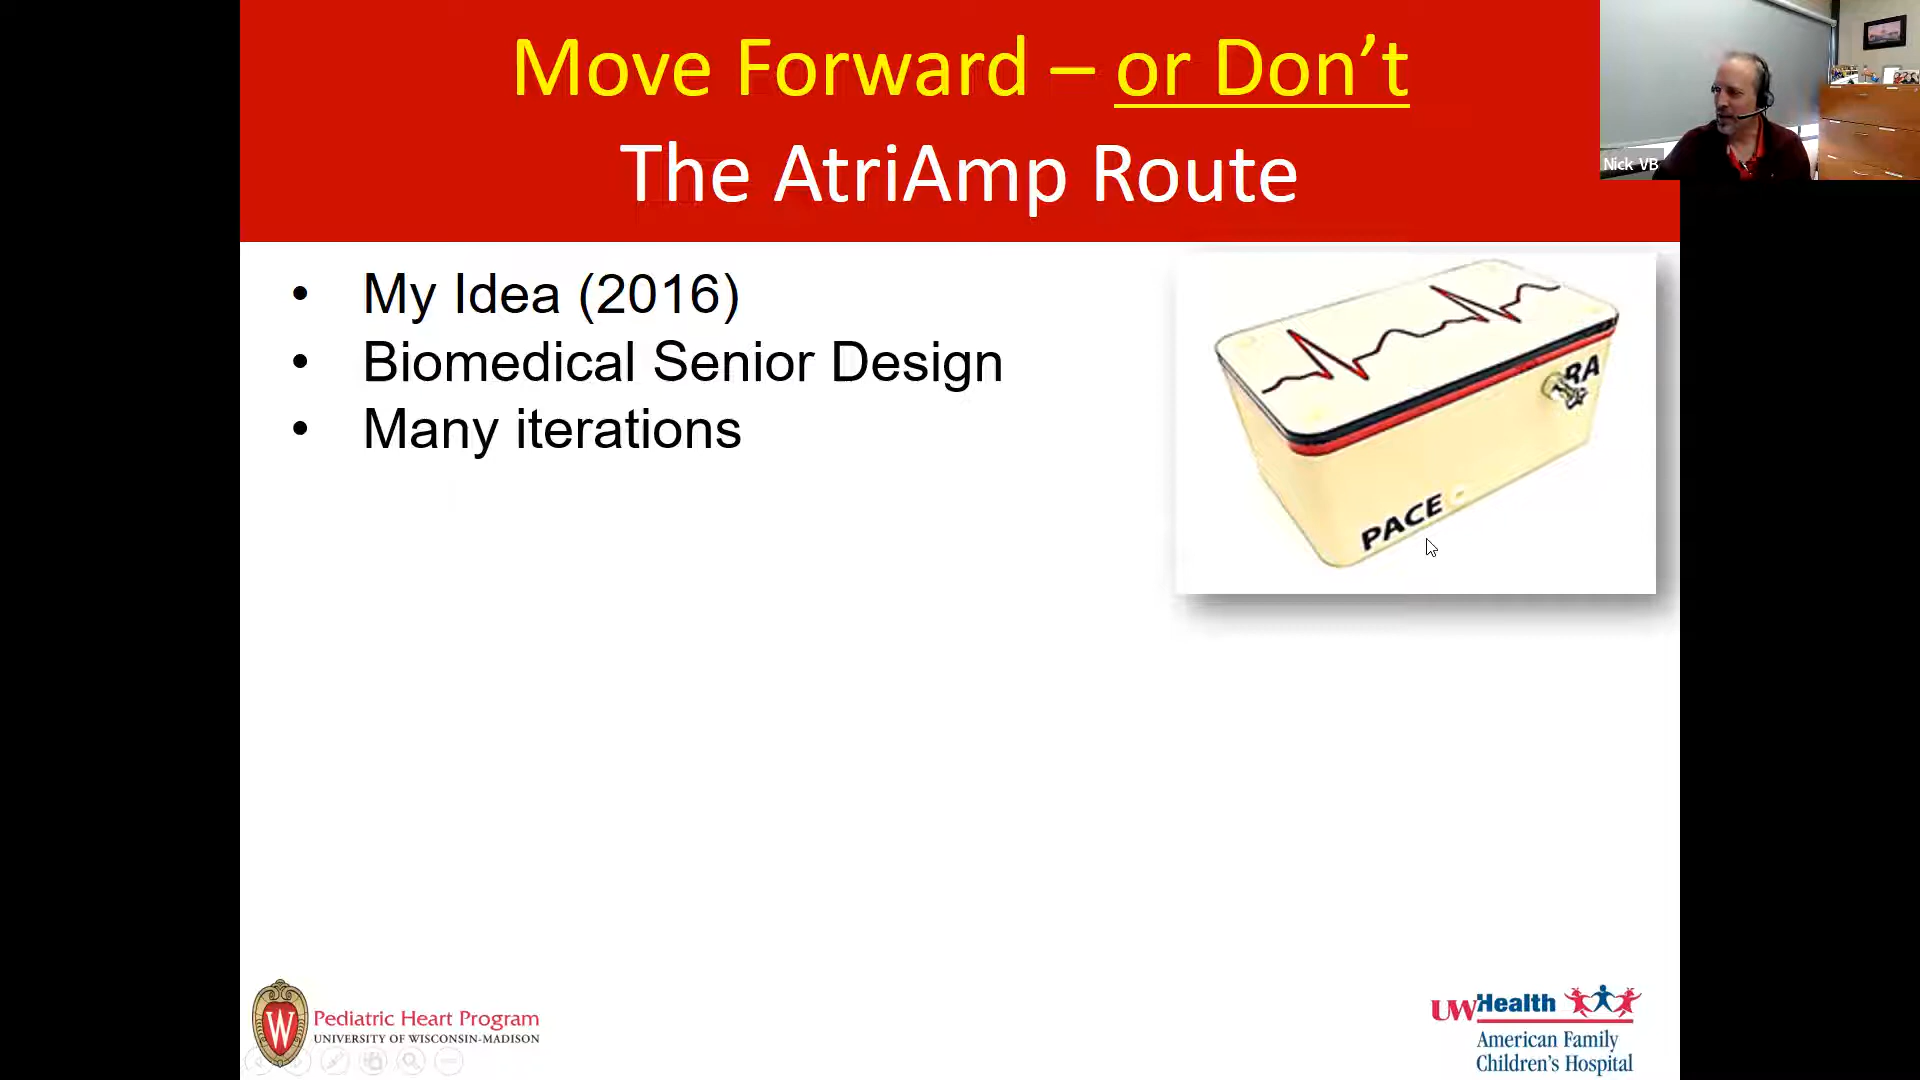 Move Forward – or Don’t
The AtriAmp Route
Nick VB
• My Idea (2016)
• Biomedical Senior Design
• Many iterations
RA
PACE -
W
Pediatric Heart Program
UNIVERSITY OF WISCONSIN-MADISON
UWHealth
American Family
Children's Hospital